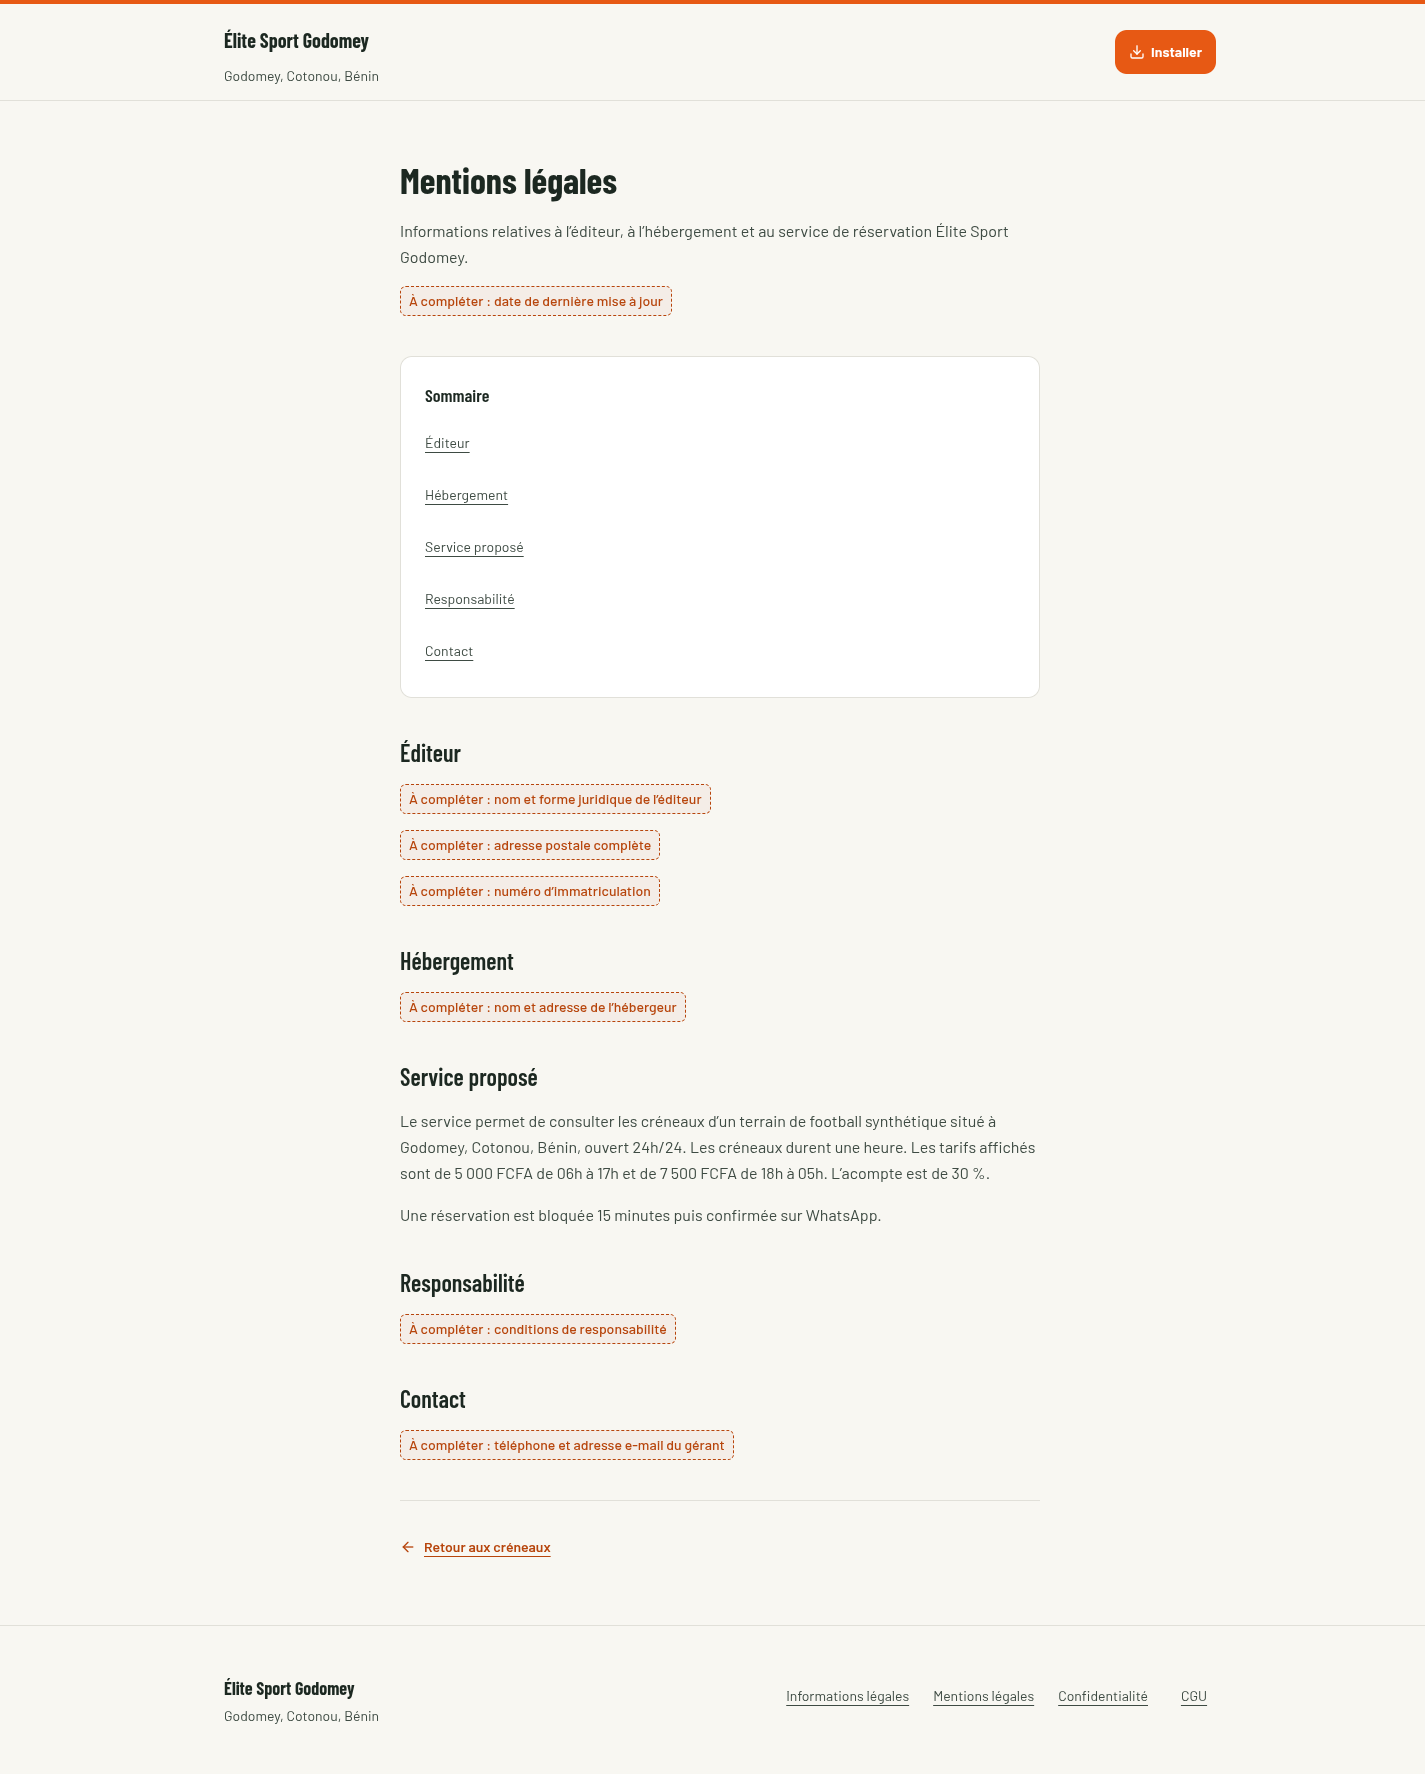 Élite Sport Godomey
Godomey, Cotonou, Bénin
Installer
Mentions légales
Informations relatives à l’éditeur, à l’hébergement et au service de réservation Élite Sport
Godomey.
À compléter : date de dernière mise à jour
Sommaire
Éditeur
Hébergement
Service proposé
Responsabilité
Contact
Éditeur
À compléter : nom et forme juridique de l’éditeur
À compléter : adresse postale complète
À compléter : numéro d’immatriculation
Hébergement
À compléter : nom et adresse de l’hébergeur
Service proposé
Le service permet de consulter les créneaux d’un terrain de football synthétique situé à
Godomey, Cotonou, Bénin, ouvert 24h/24. Les créneaux durent une heure. Les tarifs affichés
sont de 5 000 FCFA de 06h à 17h et de 7 500 FCFA de 18h à 05h. L’acompte est de 30 %.
Une réservation est bloquée 15 minutes puis confirmée sur WhatsApp.
Responsabilité
À compléter : conditions de responsabilité
Contact
À compléter : téléphone et adresse e-mail du gérant
Retour aux créneaux
Élite Sport Godomey
Godomey, Cotonou, Bénin
Informations légales
Mentions légales
Confidentialité
CGU